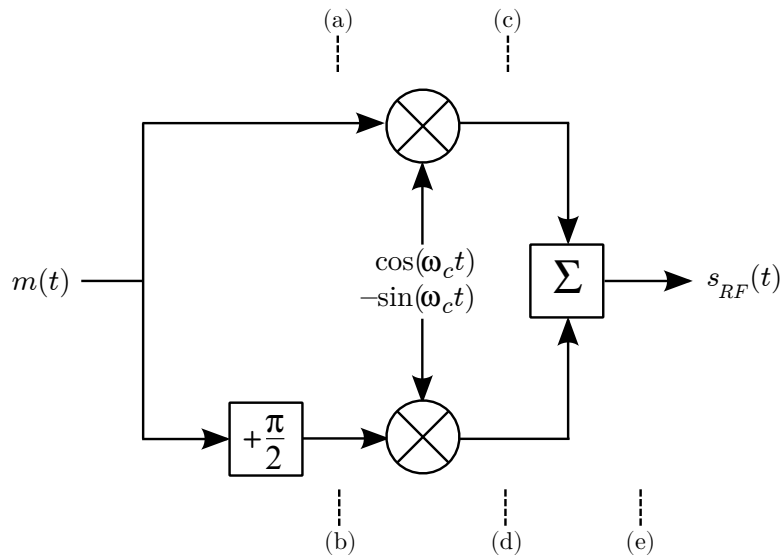 (a) (c)
cos(ω_c t)
m(t) Σ s_RF(t)
–sin(ω_c t)
+π/2
(b) (d) (e)